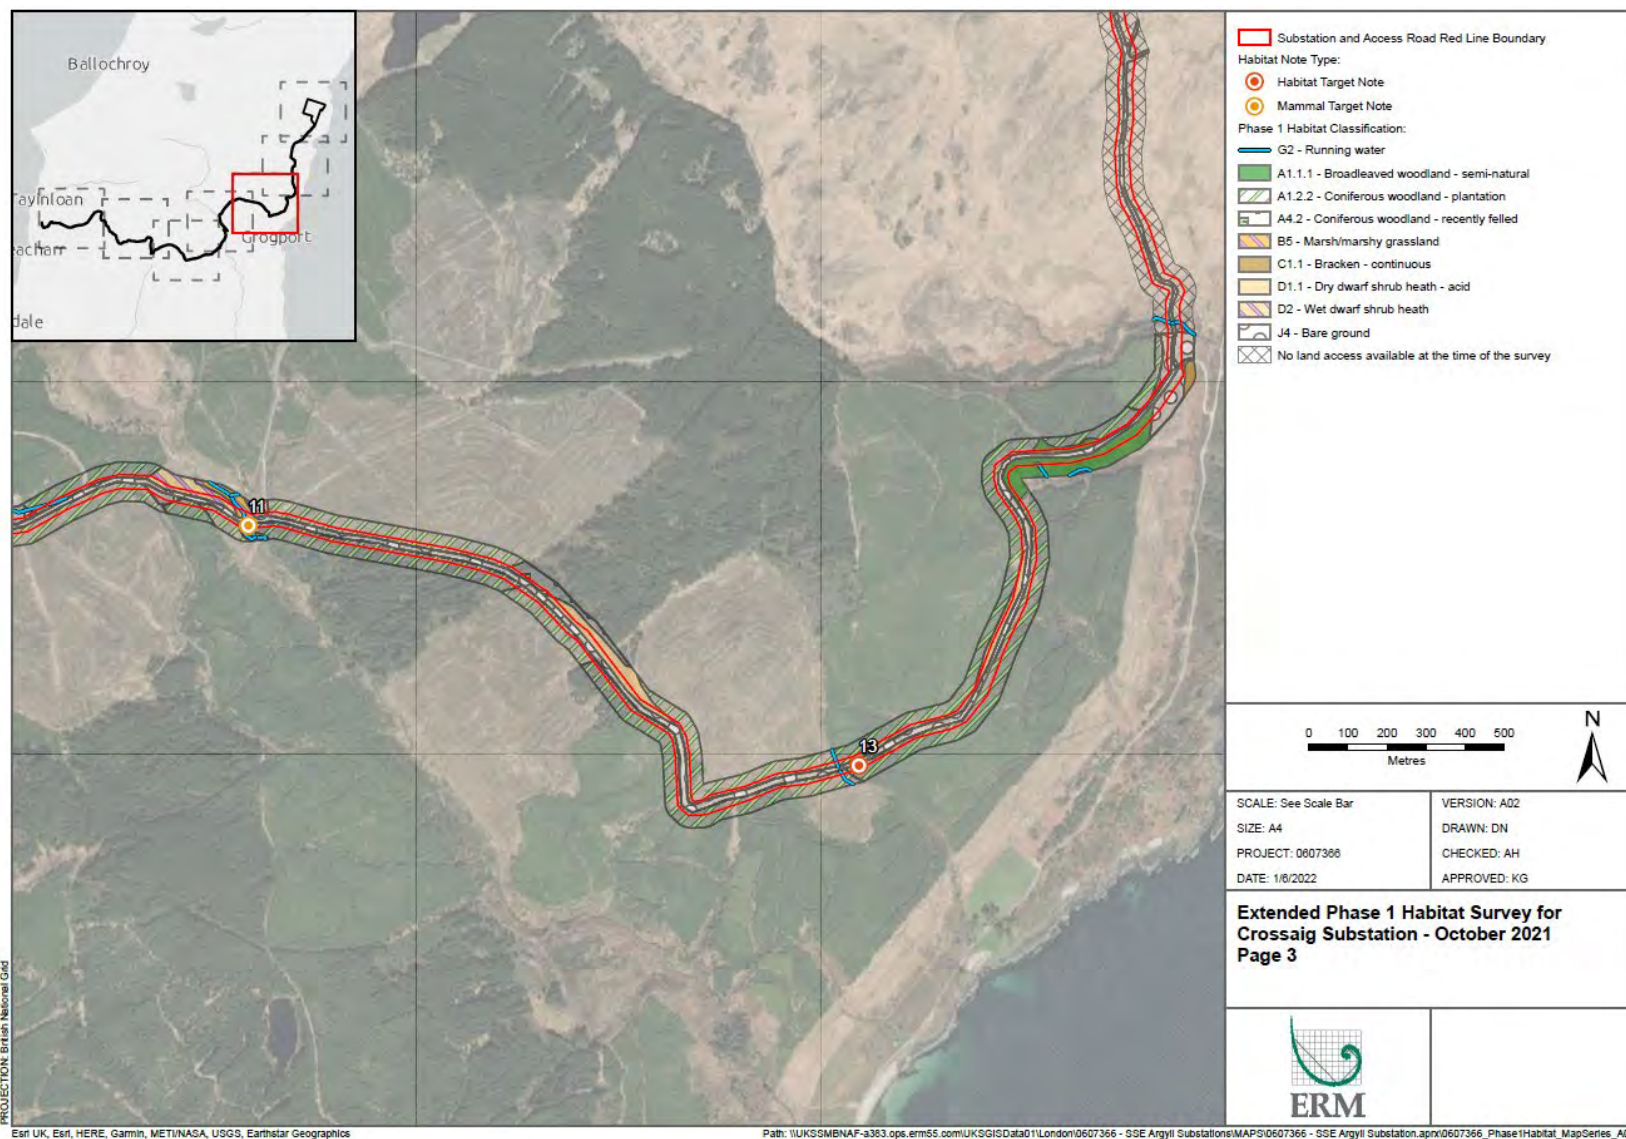 Ballochroy
Tayinloan
Grogport
eachan
dale
11
13
Substation and Access Road Red Line Boundary
Habitat Note Type:
Habitat Target Note
Mammal Target Note
Phase 1 Habitat Classification:
G2 - Running water
A1.1.1 - Broadleaved woodland - semi-natural
A1.2.2 - Coniferous woodland - plantation
A4.2 - Coniferous woodland - recently felled
B5 - Marsh/marshy grassland
C1.1 - Bracken - continuous
D1.1 - Dry dwarf shrub heath - acid
D2 - Wet dwarf shrub heath
J4 - Bare ground
No land access available at the time of the survey
0 100 200 300 400 500
Metres
N
SCALE: See Scale Bar
VERSION: A02
SIZE: A4
DRAWN: DN
PROJECT: 0607366
CHECKED: AH
DATE: 1/6/2022
APPROVED: KG
Extended Phase 1 Habitat Survey for
Crossaig Substation - October 2021
Page 3
ERM
PROJECTION: British National Grid
Esri UK, Esri, HERE, Garmin, METI/NASA, USGS, Earthstar Geographics
Path: \\UKSSMBNAF-a383.ops.erm55.com\UKSGISData01\London\0607366 - SSE Argyll Substations\MAPS\0607366 - SSE Argyll Substation.aprx\0607366_Phase1Habitat_MapSeries_A0